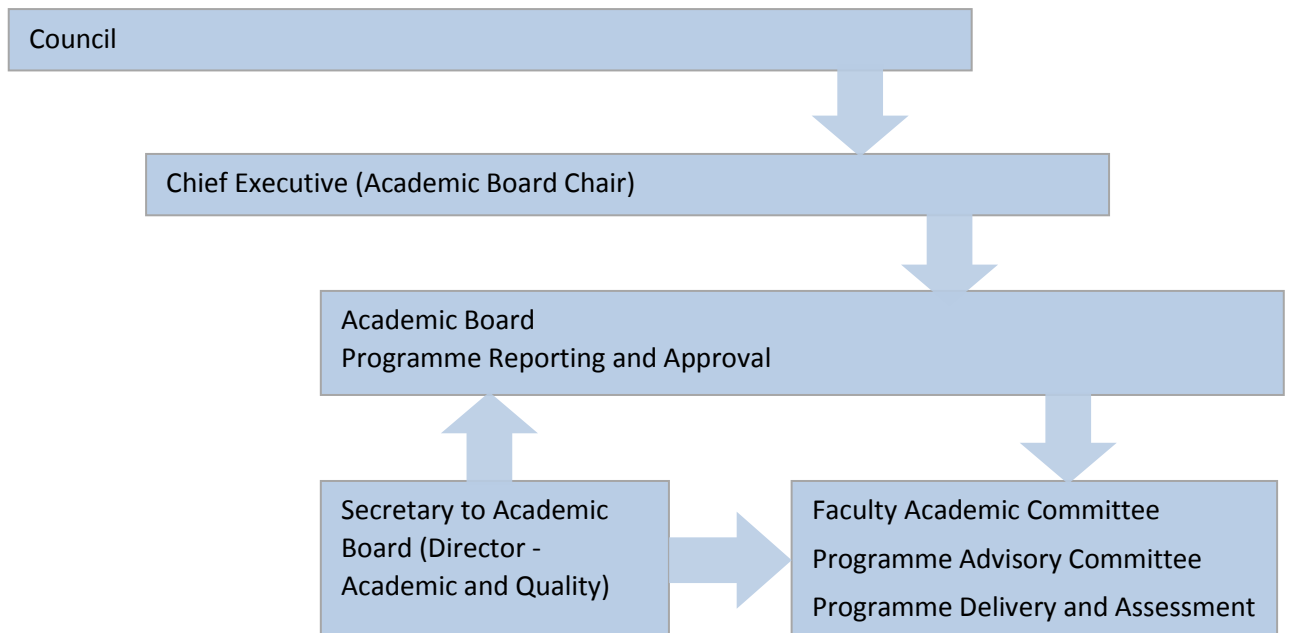 Council
Chief Executive (Academic Board Chair)
Academic Board
Programme Reporting and Approval
Secretary to Academic
Board (Director -
Academic and Quality)
Faculty Academic Committee
Programme Advisory Committee
Programme Delivery and Assessment